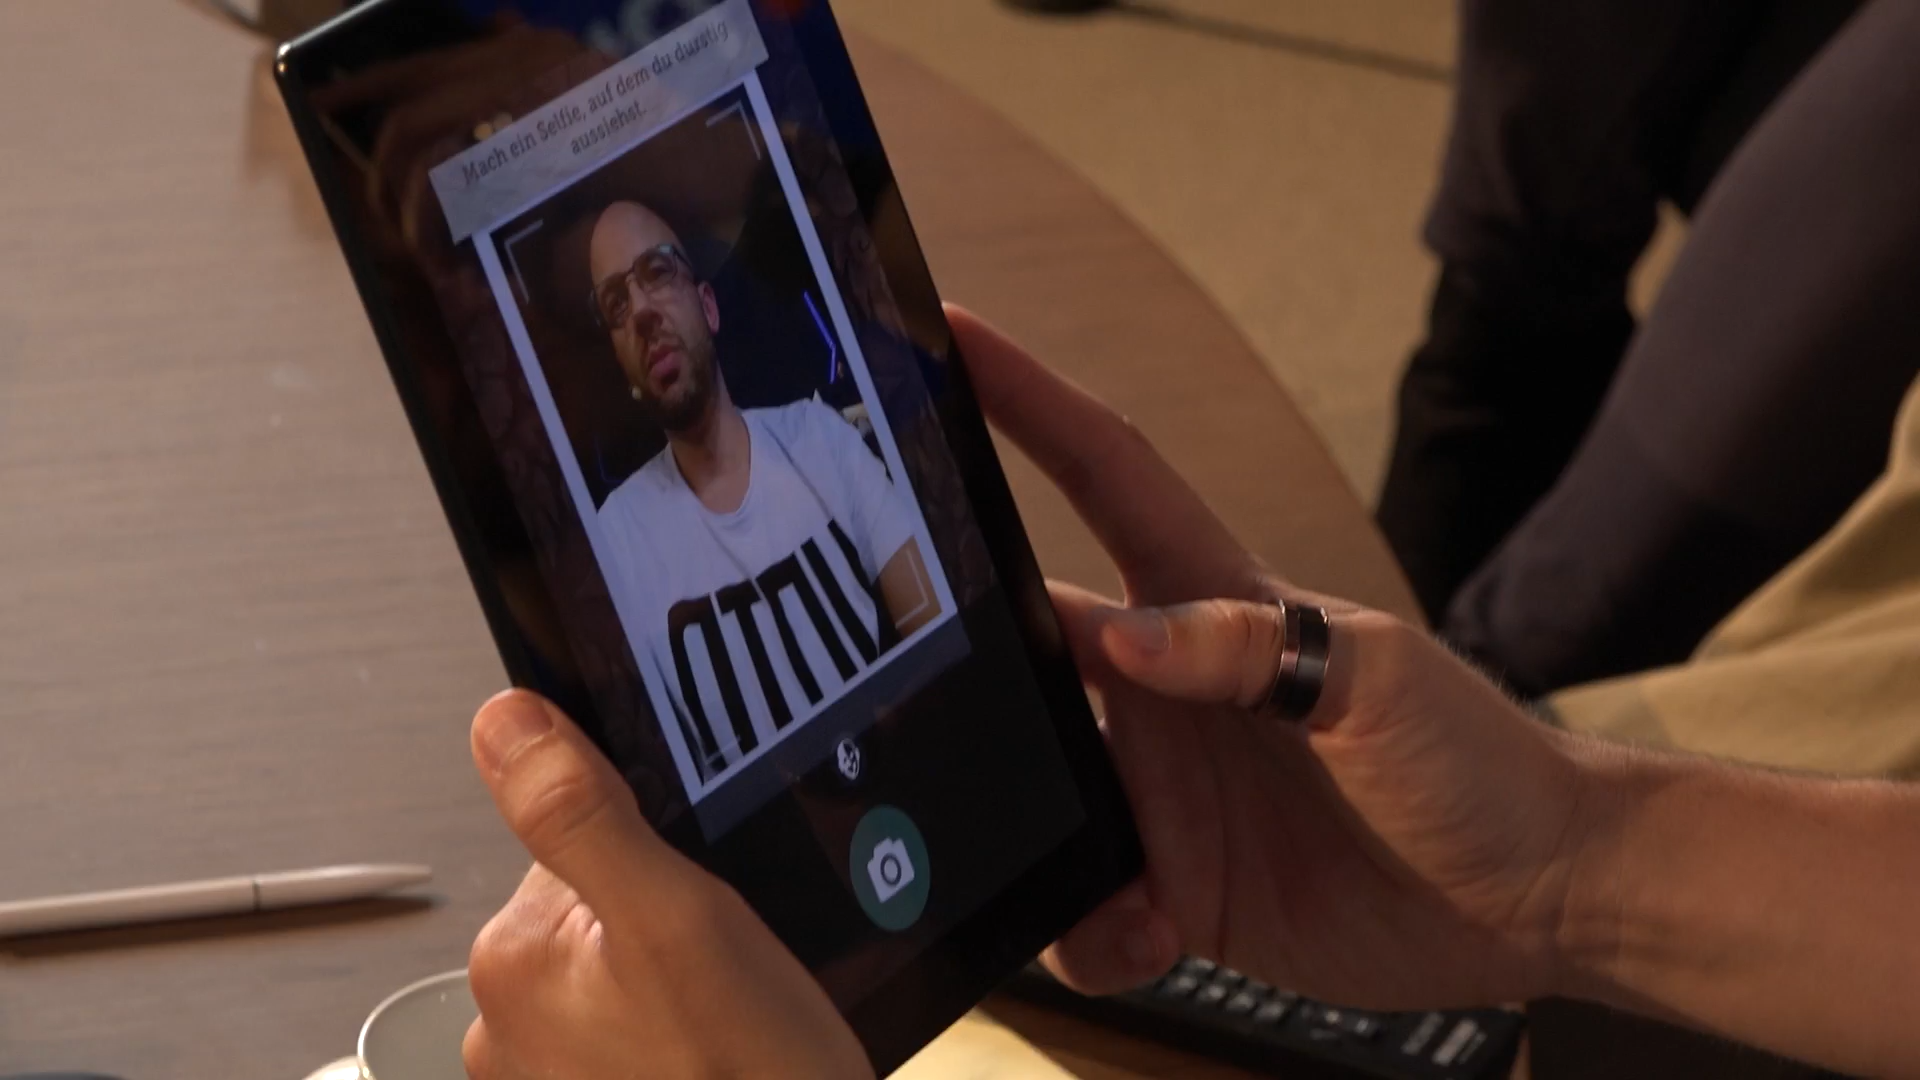 Mach ein Selfie, auf dem du durstig
aussiehst.